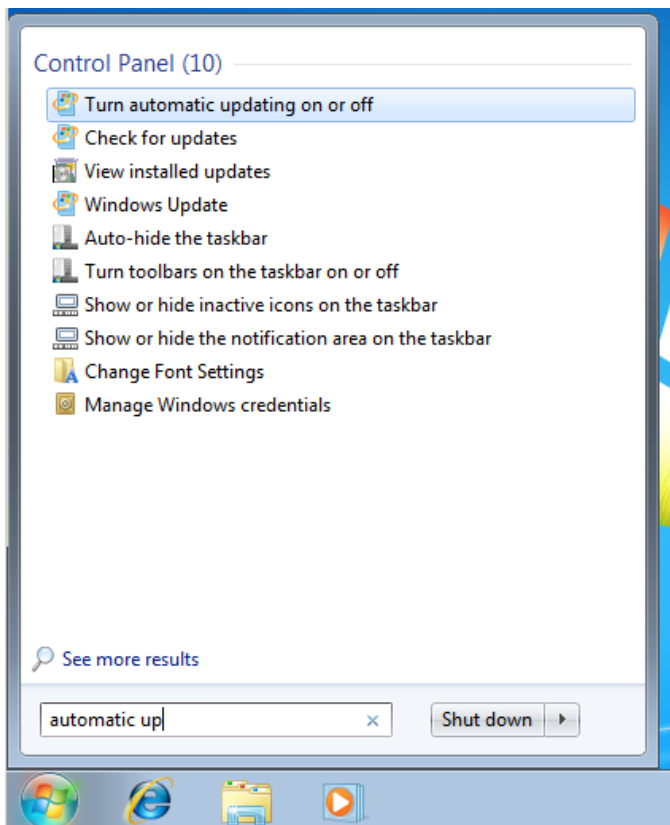 Control Panel (10)
Turn automatic updating on or off
Check for updates
View installed updates
Windows Update
Auto-hide the taskbar
Turn toolbars on the taskbar on or off
Show or hide inactive icons on the taskbar
Show or hide the notification area on the taskbar
Change Font Settings
Manage Windows credentials
See more results
automatic up
Shut down